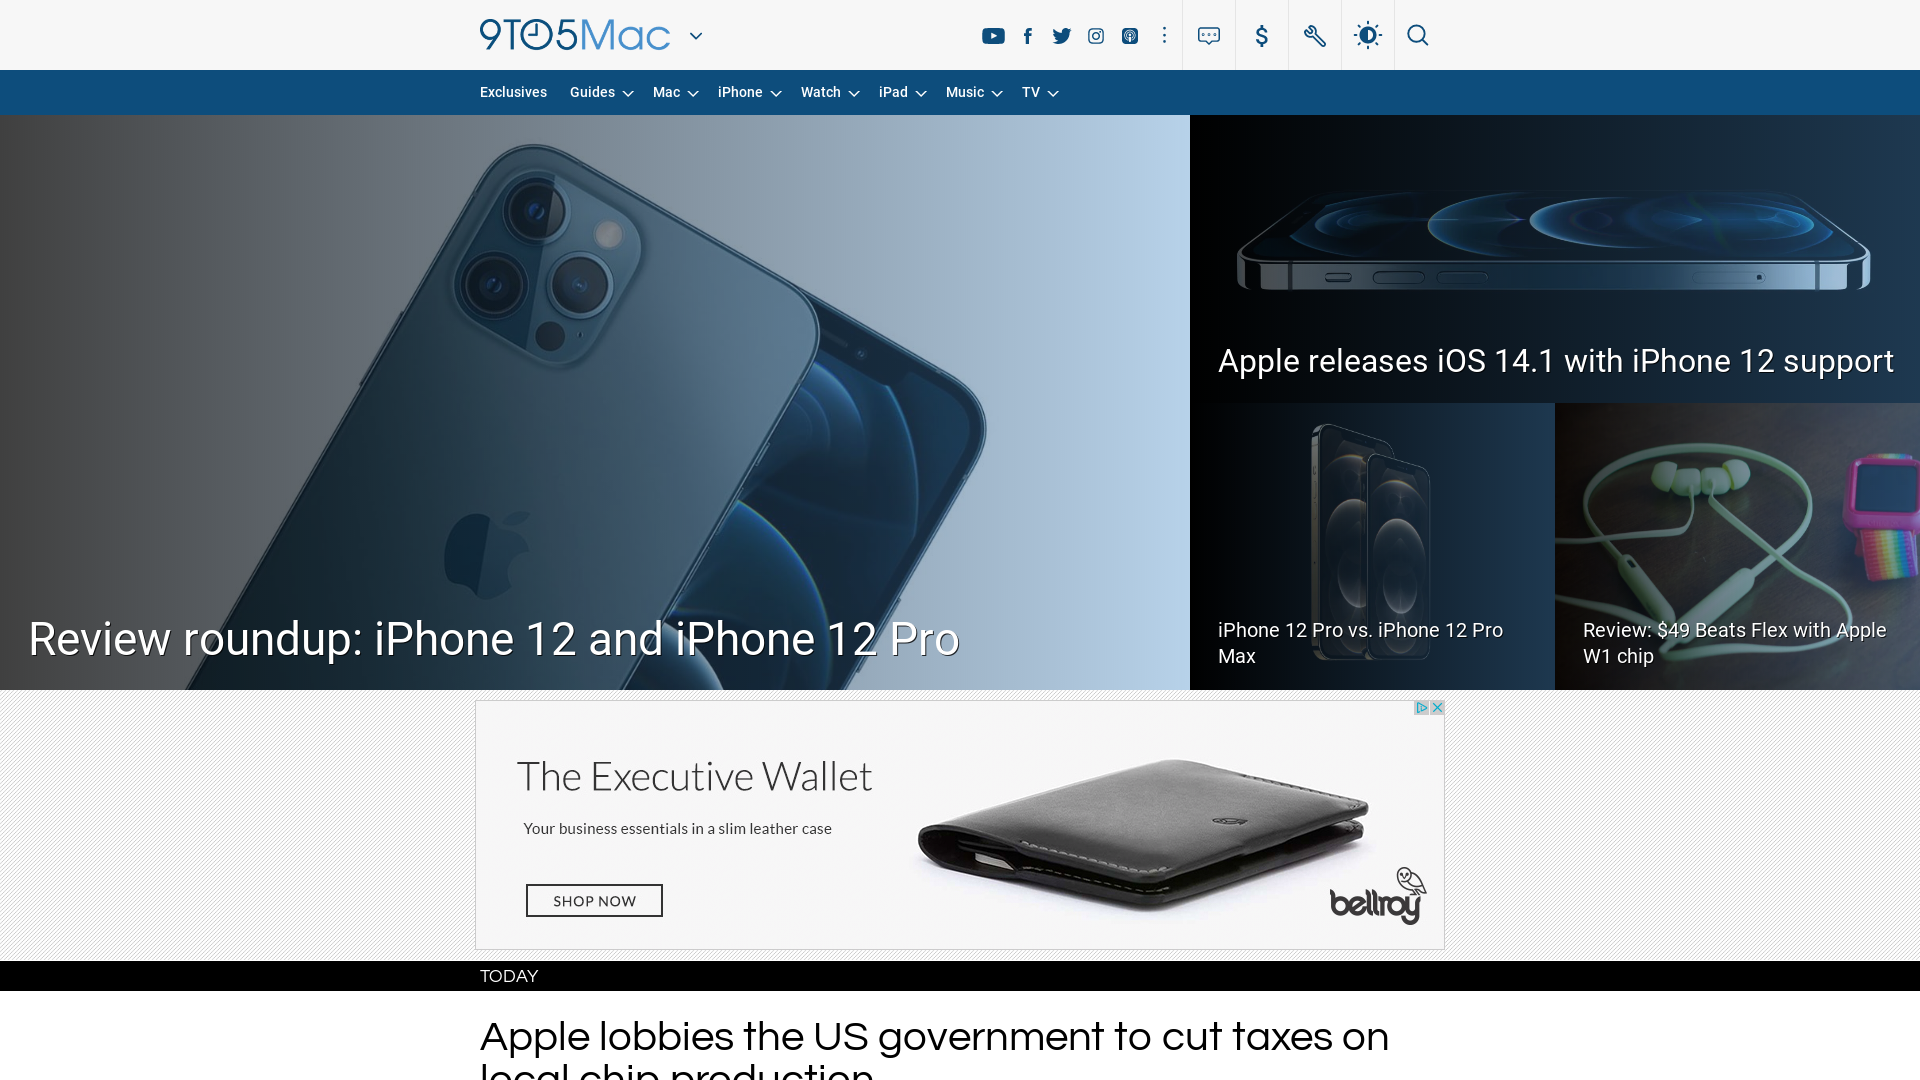 9TO5Mac
Exclusives
Guides
Mac
iPhone
Watch
iPad
Music
TV
Review roundup: iPhone 12 and iPhone 12 Pro
Apple releases iOS 14.1 with iPhone 12 support
iPhone 12 Pro vs. iPhone 12 Pro
Max
Review: $49 Beats Flex with Apple
W1 chip
The Executive Wallet
Your business essentials in a slim leather case
SHOP NOW
bellroy
TODAY
Apple lobbies the US government to cut taxes on
local chip production